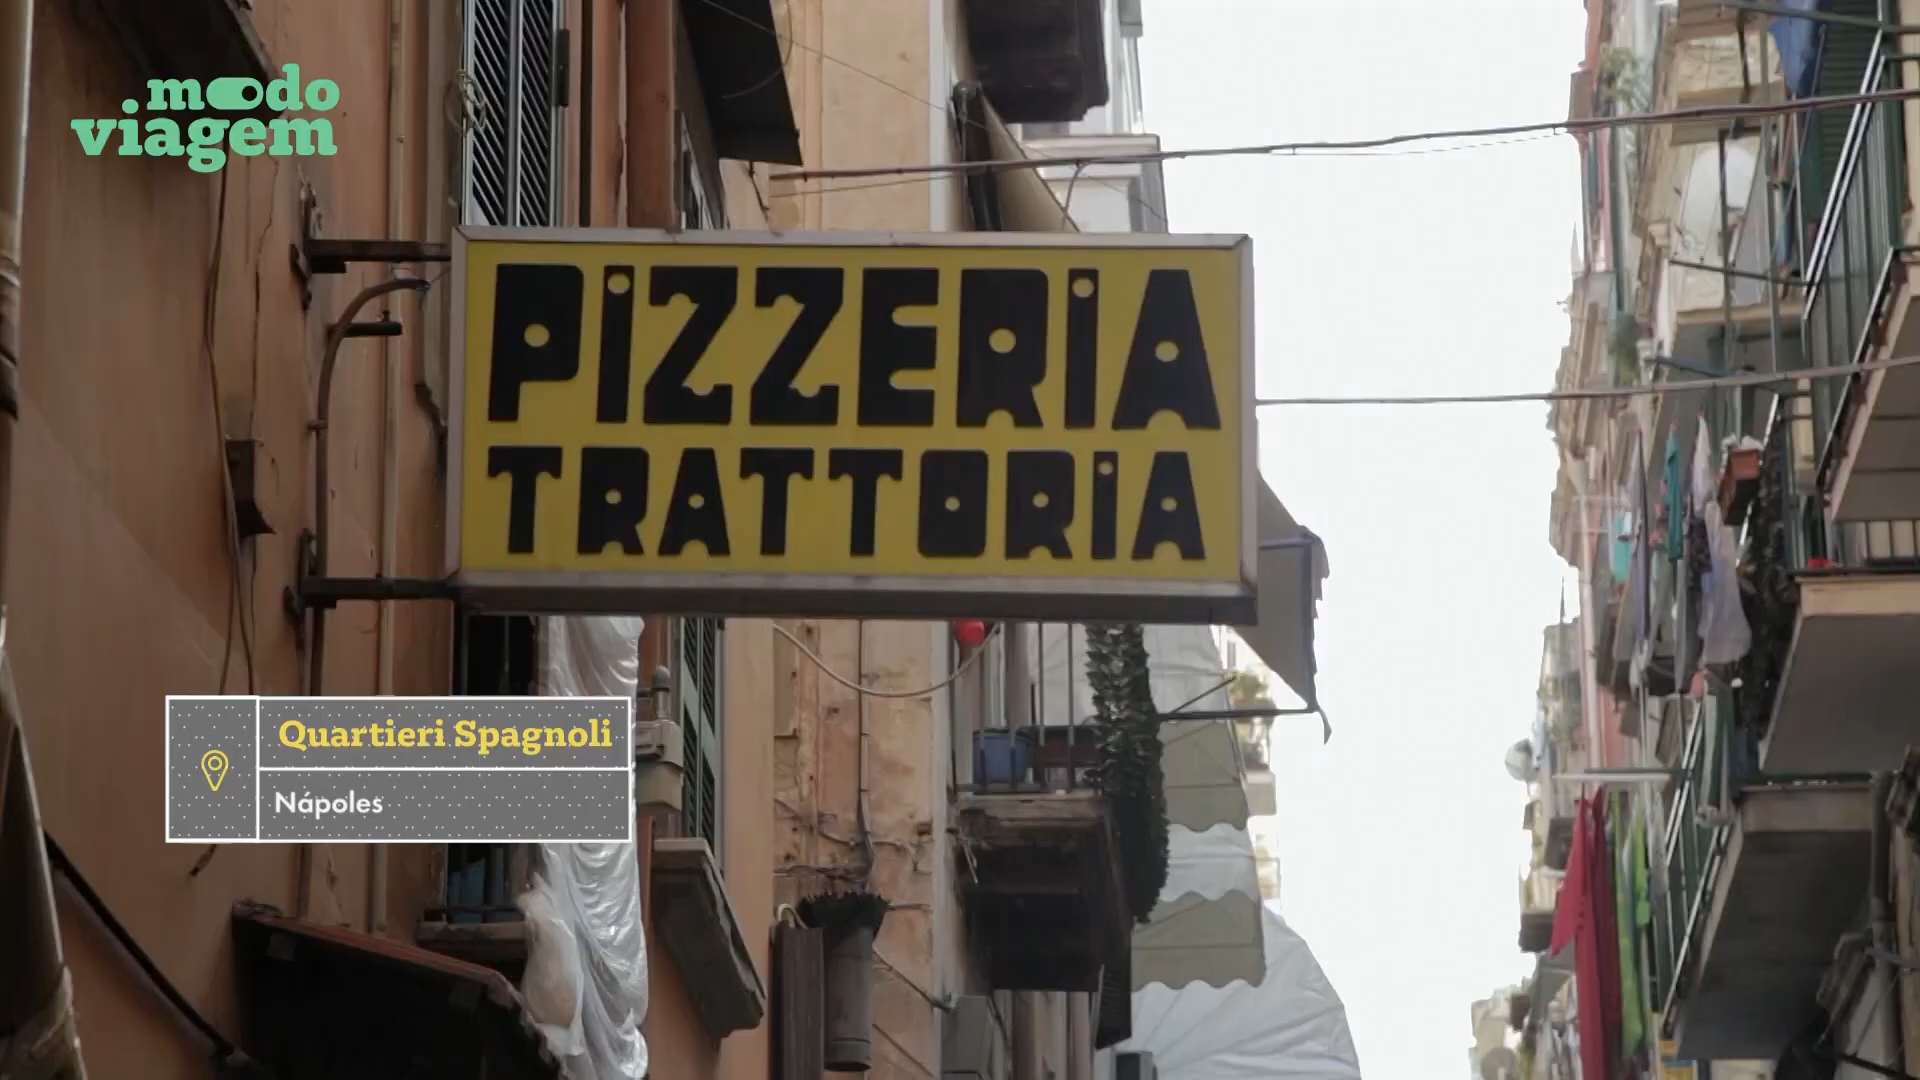 modo
viagem
PiZZERiA
TRATTORiA
Quartieri Spagnoli
Nápoles